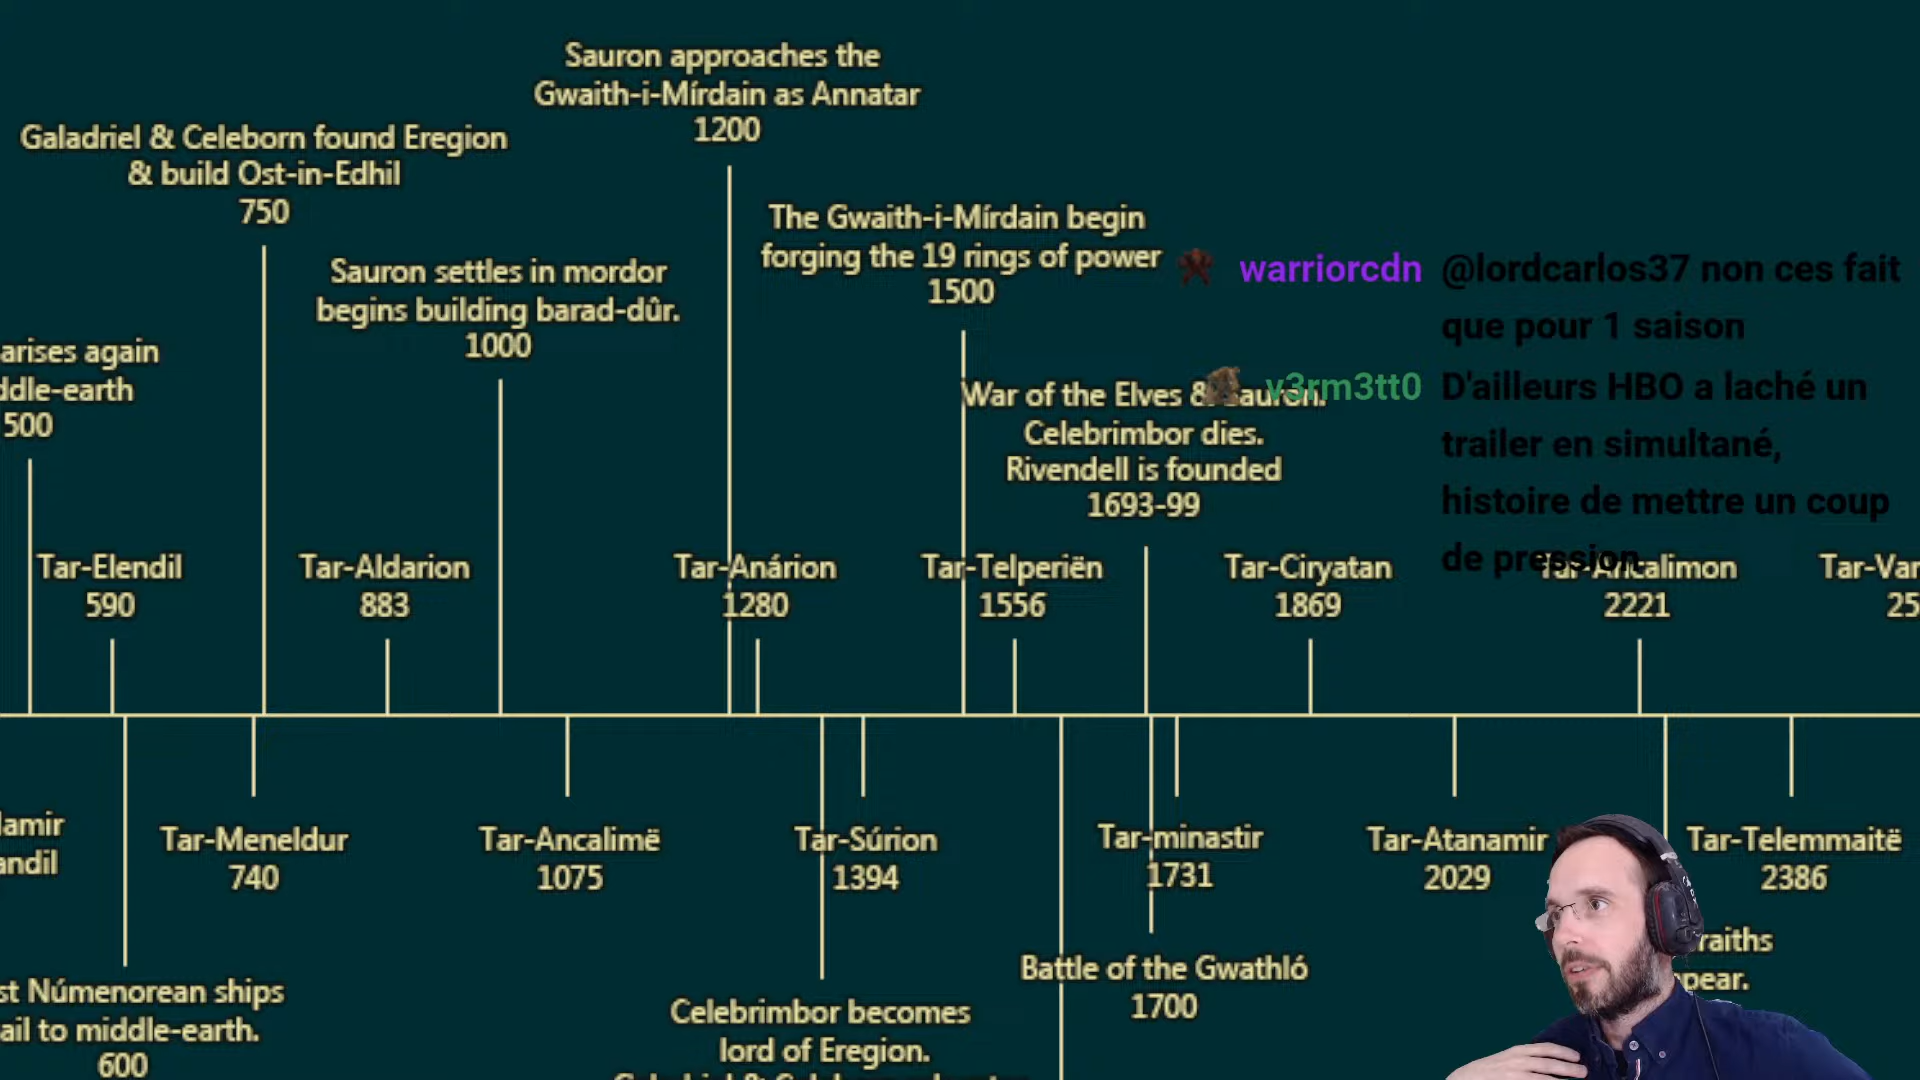 Sauron approaches the
Gwaith-i-Mírdain as Annatar
1200
Galadriel & Celeborn found Eregion
& build Ost-in-Edhil
750
The Gwaith-i-Mírdain begin
forging the 19 rings of power
1500
Sauron settles in mordor
begins building barad-dûr.
1000
warriorcdn @lordcarlos37 non ces fait
que pour 1 saison
arises again
ddle-earth
500
War of the Elves & Sauron.
Celebrimbor dies.
Rivendell is founded
1693-99
v3rm3tt0 D'ailleurs HBO a laché un
trailer en simultané,
histoire de mettre un coup
de pression
Tar-Elendil
590
Tar-Aldarion
883
Tar-Anárion
1280
Tar-Telperiën
1556
Tar-Ciryatan
1869
Tar-Ancalimon
2221
Tar-Var
25
lamir
andil
Tar-Meneldur
740
Tar-Ancalimë
1075
Tar-Súrion
1394
Tar-minastir
1731
Tar-Atanamir
2029
Tar-Telemmaitë
2386
raiths
pear.
st Númenorean ships
ail to middle-earth.
600
Battle of the Gwathló
1700
Celebrimbor becomes
lord of Eregion.